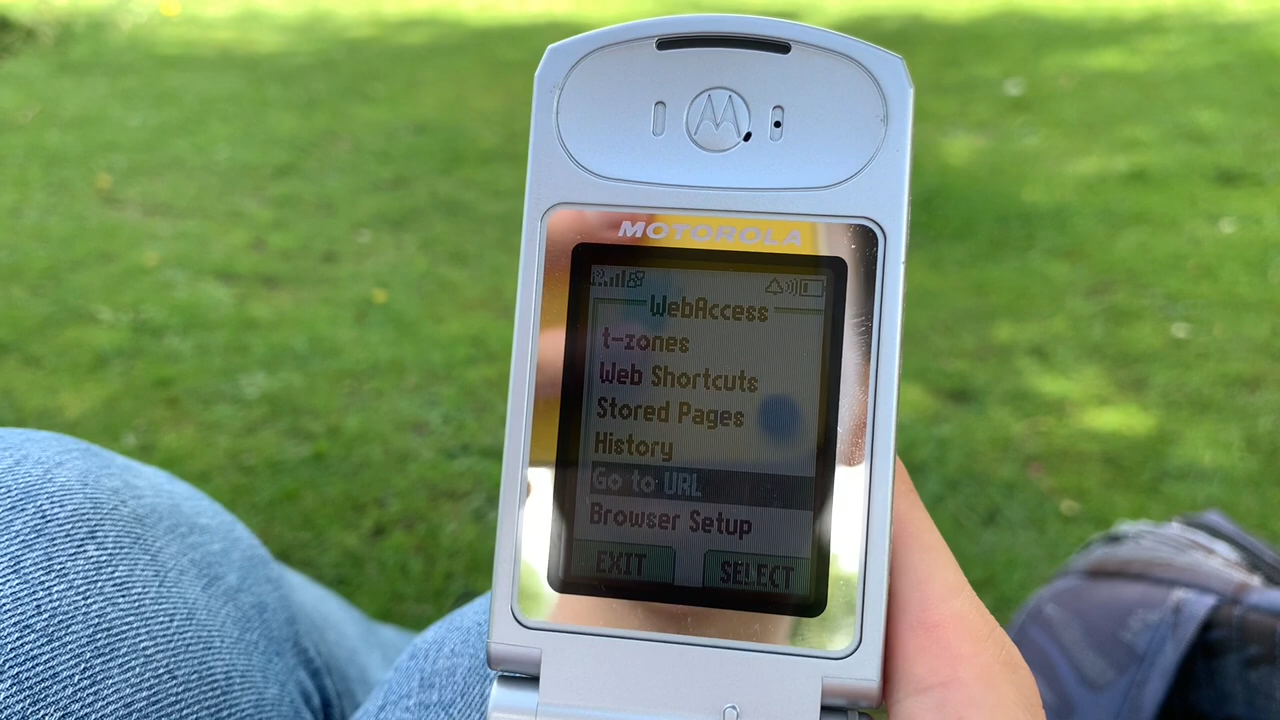 MOTOROLA
WebAccess
t-zones
Web Shortcuts
Stored Pages
History
Go to URL
Browser Setup
EXIT SELECT